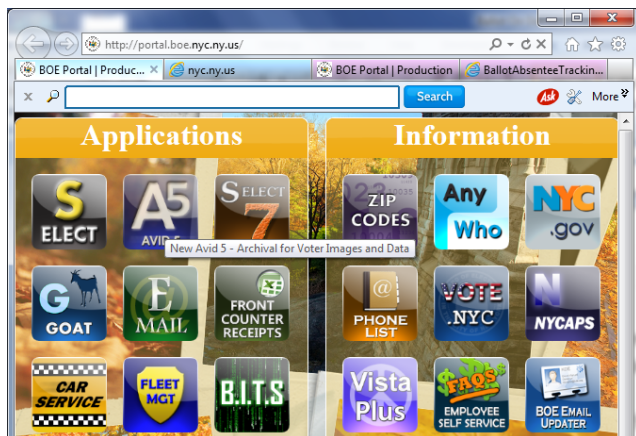 http://portal.boe.nyc.ny.us/
BOE Portal | Produc...
nyc.ny.us
BOE Portal | Production
BallotAbsenteeTrackin...
Search
Ask
More
Applications
Information
S
ELECT
A5
AVID 5
SELECT
7
ZIP
CODES
Any
Who
NYC
.gov
New Avid 5 - Archival for Voter Images and Data
G
GOAT
E
MAIL
FRONT
COUNTER
RECEIPTS
@
PHONE
LIST
VOTE
.NYC
N
NYCAPS
CAR
SERVICE
FLEET
MGT
B.I.T.S
Vista
Plus
FAQS
EMPLOYEE
SELF SERVICE
BOE EMAIL
UPDATER